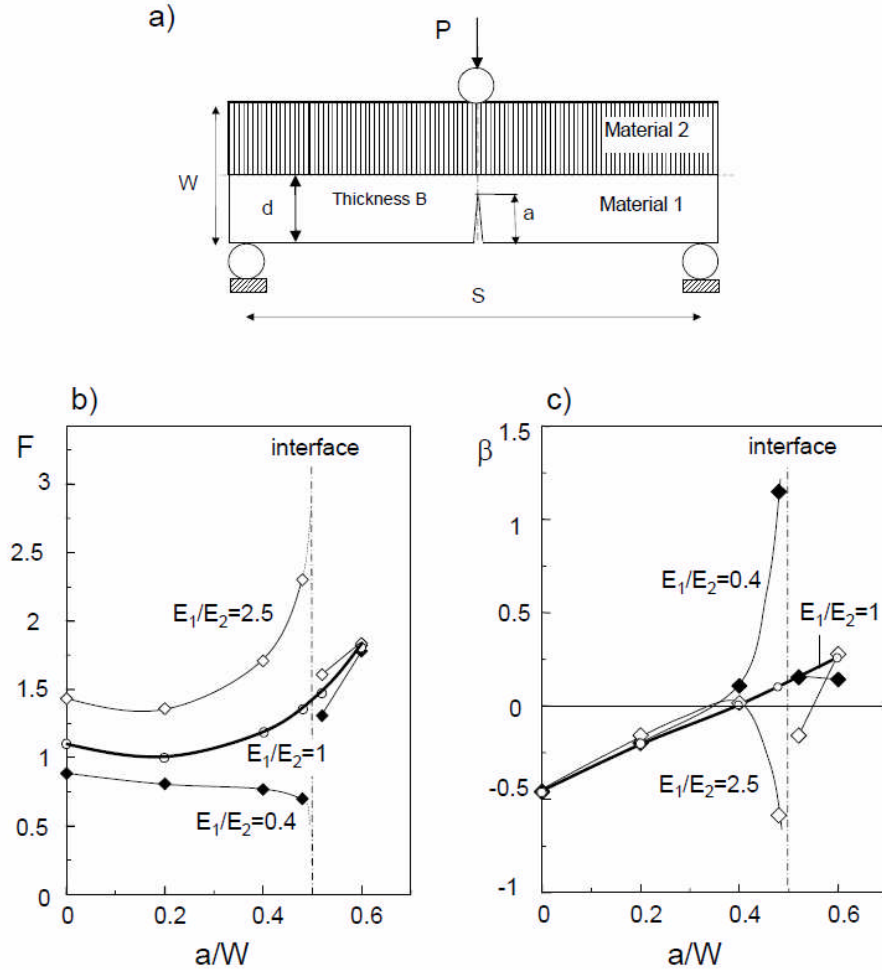 a)
P
Material 2
W
d
Thickness B
a
Material 1
S
b)
F
interface
3
2.5
2
1.5
1
0.5
0
E₁/E₂=2.5
E₁/E₂=1
E₁/E₂=0.4
0 0.2 0.4 0.6
a/W
c)
β
interface
1.5
1
0.5
0
-0.5
-1
E₁/E₂=0.4
E₁/E₂=1
E₁/E₂=2.5
0 0.2 0.4 0.6
a/W